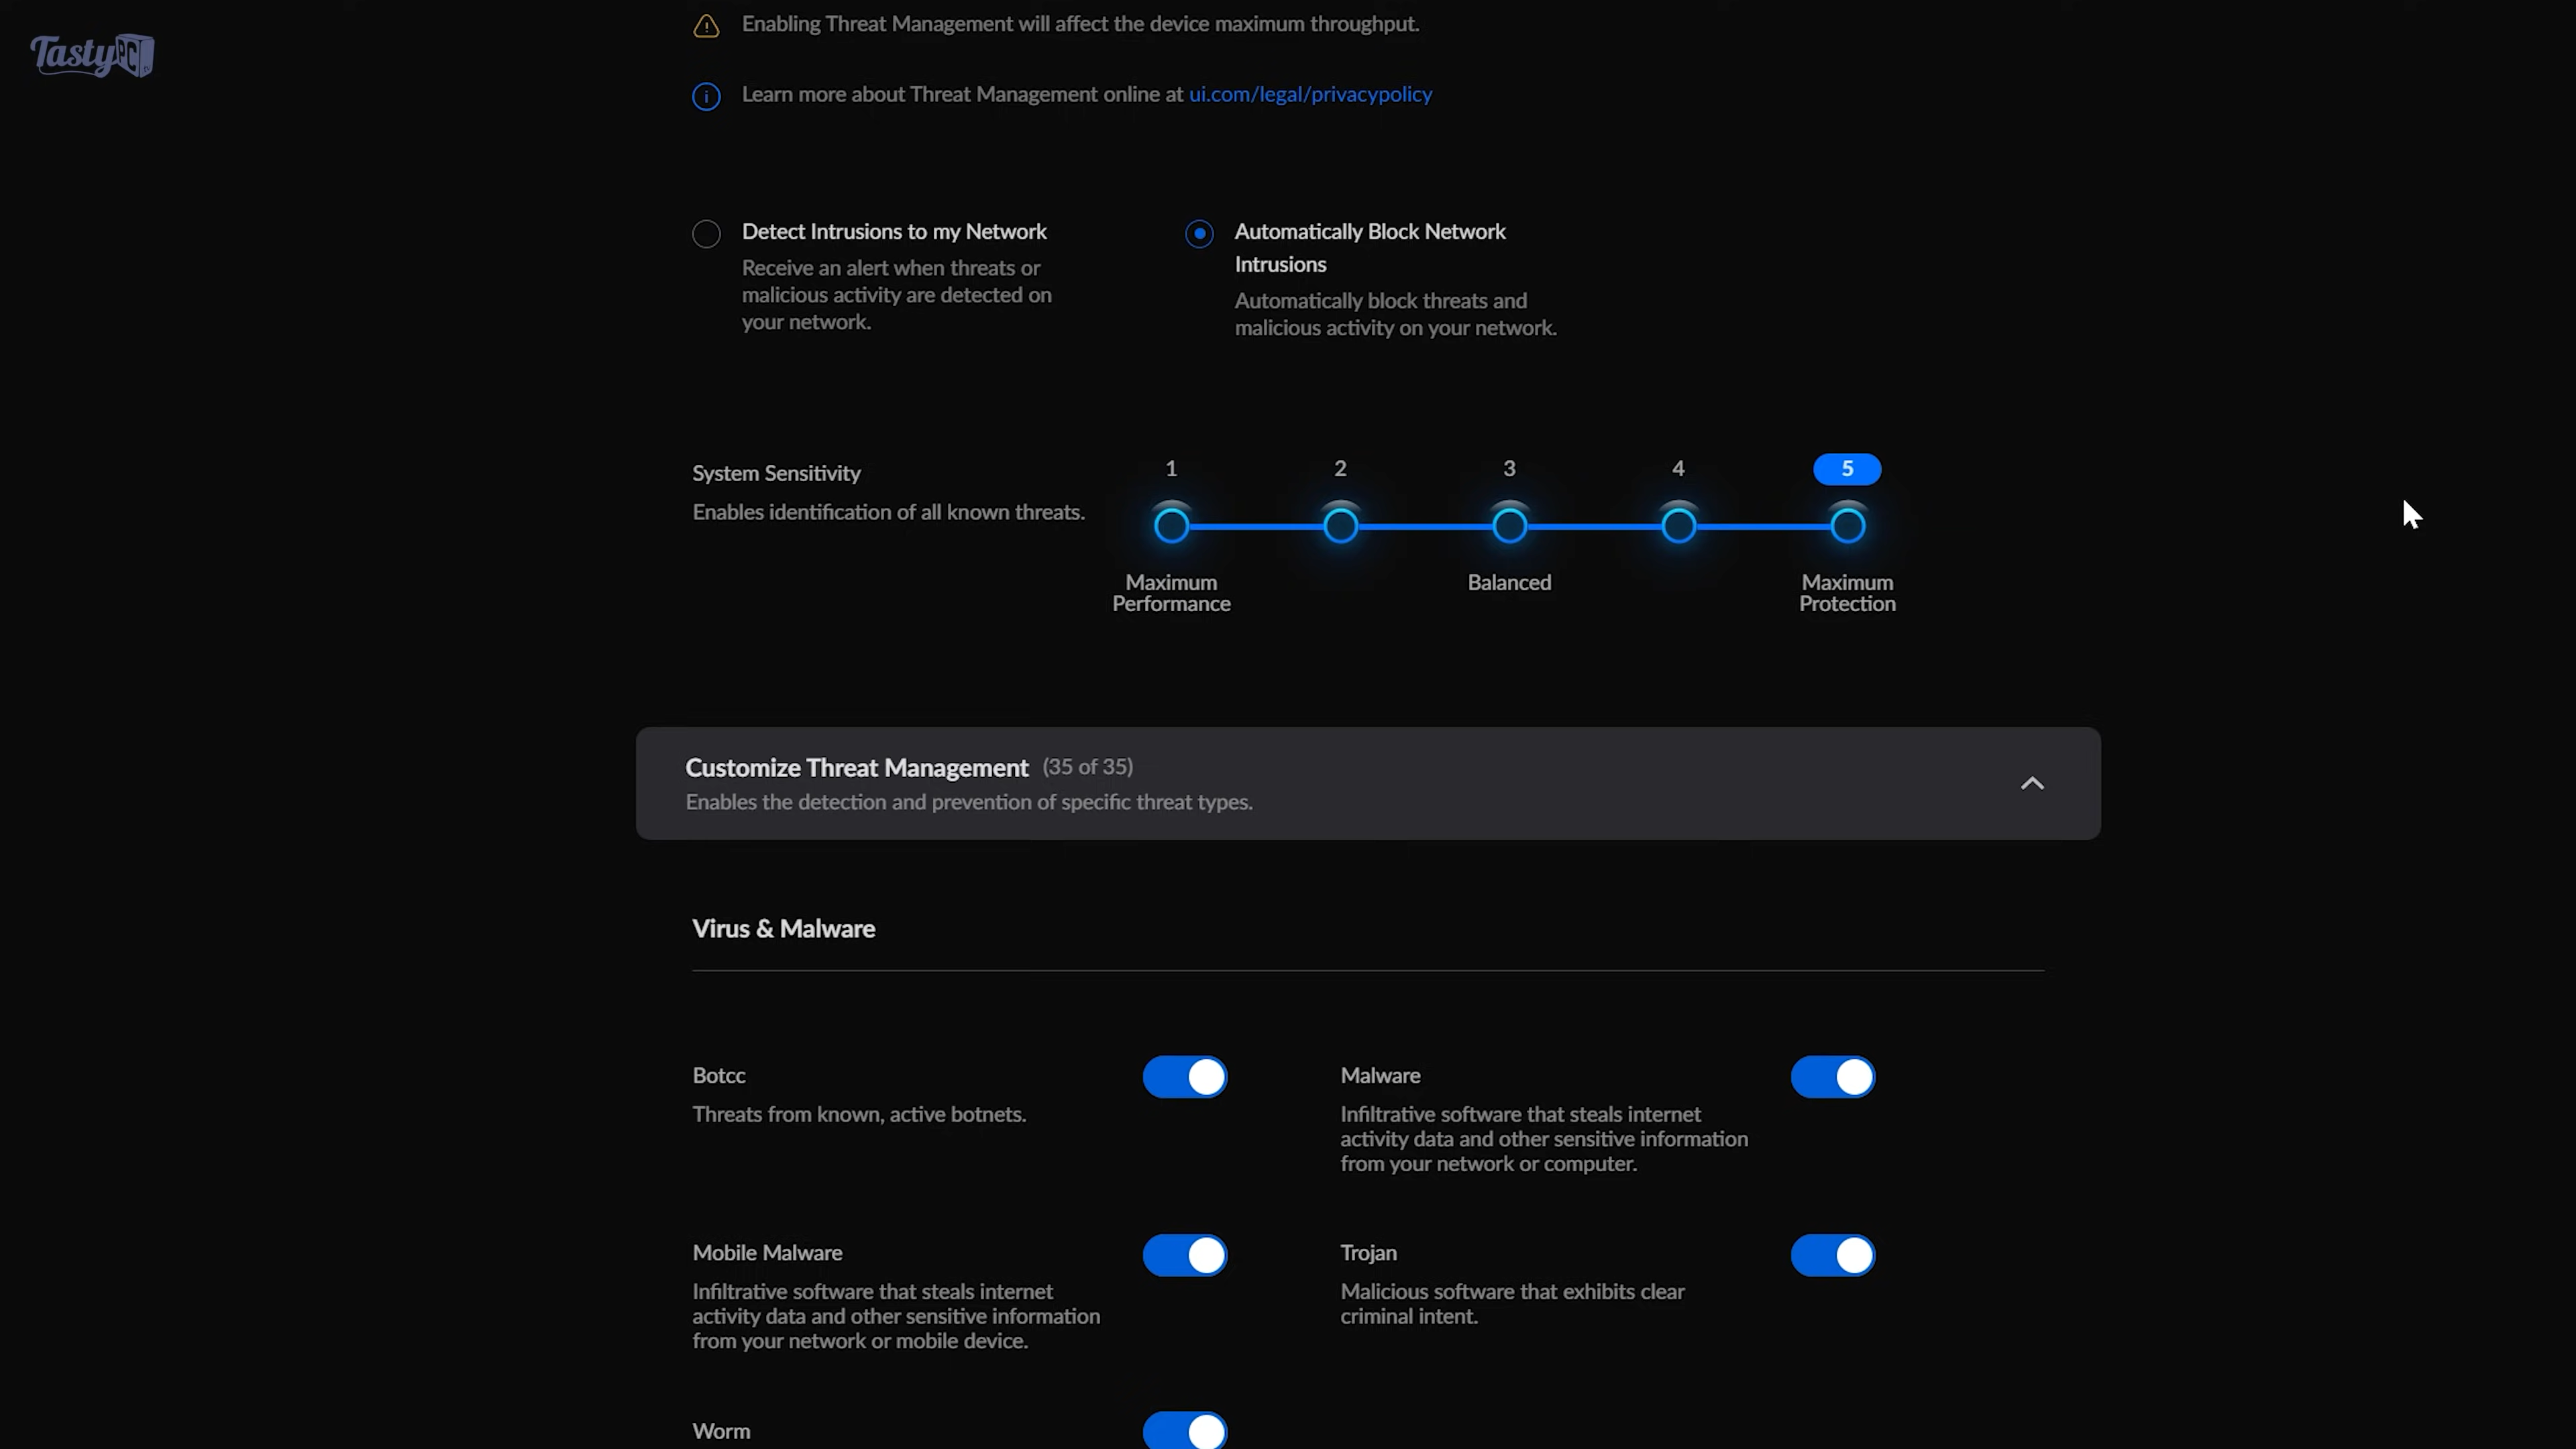 TastyPC
Enabling Threat Management will affect the device maximum throughput.
Learn more about Threat Management online at ui.com/legal/privacypolicy
Detect Intrusions to my Network
Receive an alert when threats or
malicious activity are detected on
your network.
Automatically Block Network
Intrusions
Automatically block threats and
malicious activity on your network.
System Sensitivity
Enables identification of all known threats.
1 2 3 4 5
Maximum
Performance
Balanced
Maximum
Protection
Customize Threat Management (35 of 35)
Enables the detection and prevention of specific threat types.
Virus & Malware
Botcc
Threats from known, active botnets.
Malware
Infiltrative software that steals internet
activity data and other sensitive information
from your network or computer.
Mobile Malware
Infiltrative software that steals internet
activity data and other sensitive information
from your network or mobile device.
Trojan
Malicious software that exhibits clear
criminal intent.
Worm